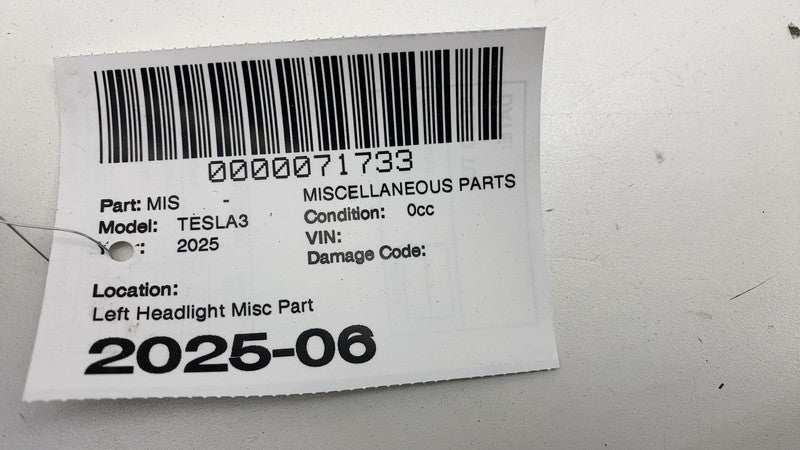 0000071733
Part: MIS - MISCELLANEOUS PARTS
Model: TESLA3 Condition: 0cc
2025 VIN:
Damage Code:
Location:
Left Headlight Misc Part
2025-06